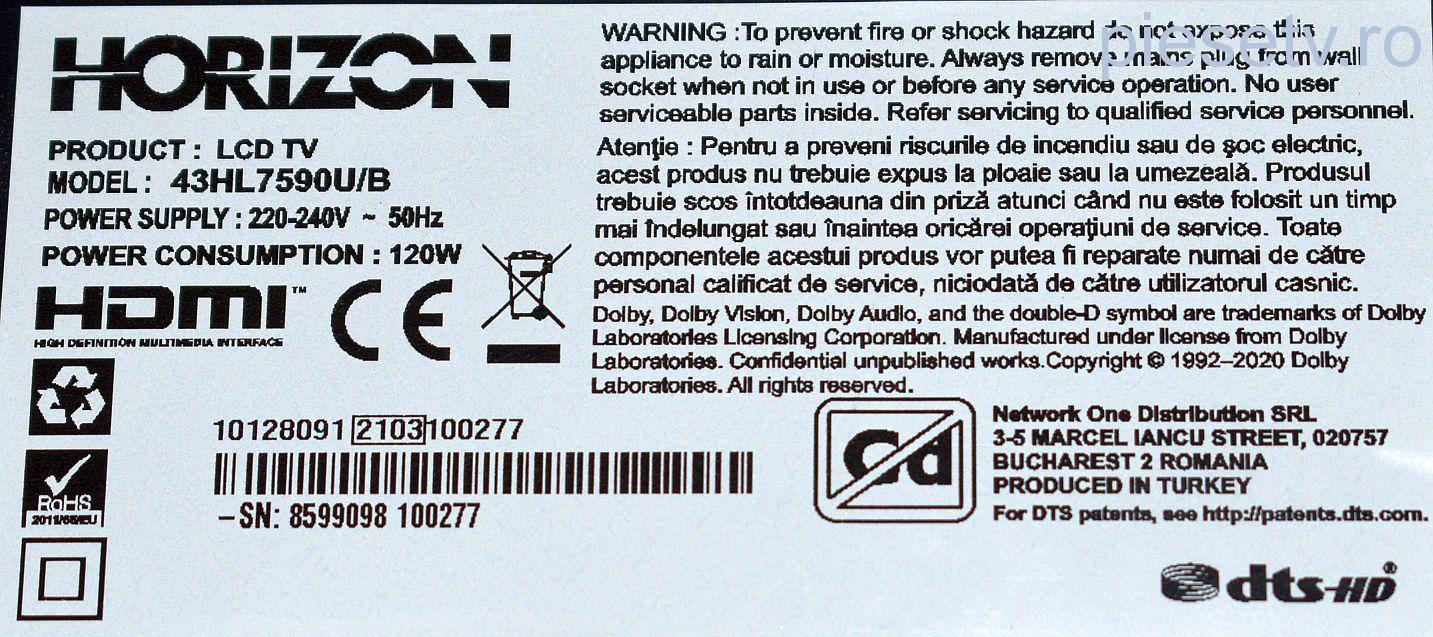 HORIZON
PRODUCT : LCD TV
MODEL : 43HL7590U/B
POWER SUPPLY : 220-240V ~ 50Hz
POWER CONSUMPTION : 120W
HDMI™
HIGH DEFINITION MULTIMEDIA INTERFACE
CE
RoHS
2011/65/EU
10128091 2103 100277
-SN: 8599098 100277
piesetv.ro
WARNING :To prevent fire or shock hazard do not expose this
appliance to rain or moisture. Always remove mains plug from wall
socket when not in use or before any service operation. No user
serviceable parts inside. Refer servicing to qualified service personnel.
Atenţie : Pentru a preveni riscurile de incendiu sau de şoc electric,
acest produs nu trebuie expus la ploaie sau la umezeală. Produsul
trebuie scos întotdeauna din priză atunci când nu este folosit un timp
mai îndelungat sau înaintea oricărei operaţiuni de service. Toate
componentele acestui produs vor putea fi reparate numai de către
personal calificat de service, niciodată de către utilizatorul casnic.
Dolby, Dolby Vision, Dolby Audio, and the double-D symbol are trademarks of Dolby
Laboratories Licensing Corporation. Manufactured under license from Dolby
Laboratories. Confidential unpublished works.Copyright © 1992–2020 Dolby
Laboratories. All rights reserved.
Cd
Network One Distribution SRL
3-5 MARCEL IANCU STREET, 020757
BUCHAREST 2 ROMANIA
PRODUCED IN TURKEY
For DTS patents, see http://patents.dts.com.
dts-HD®